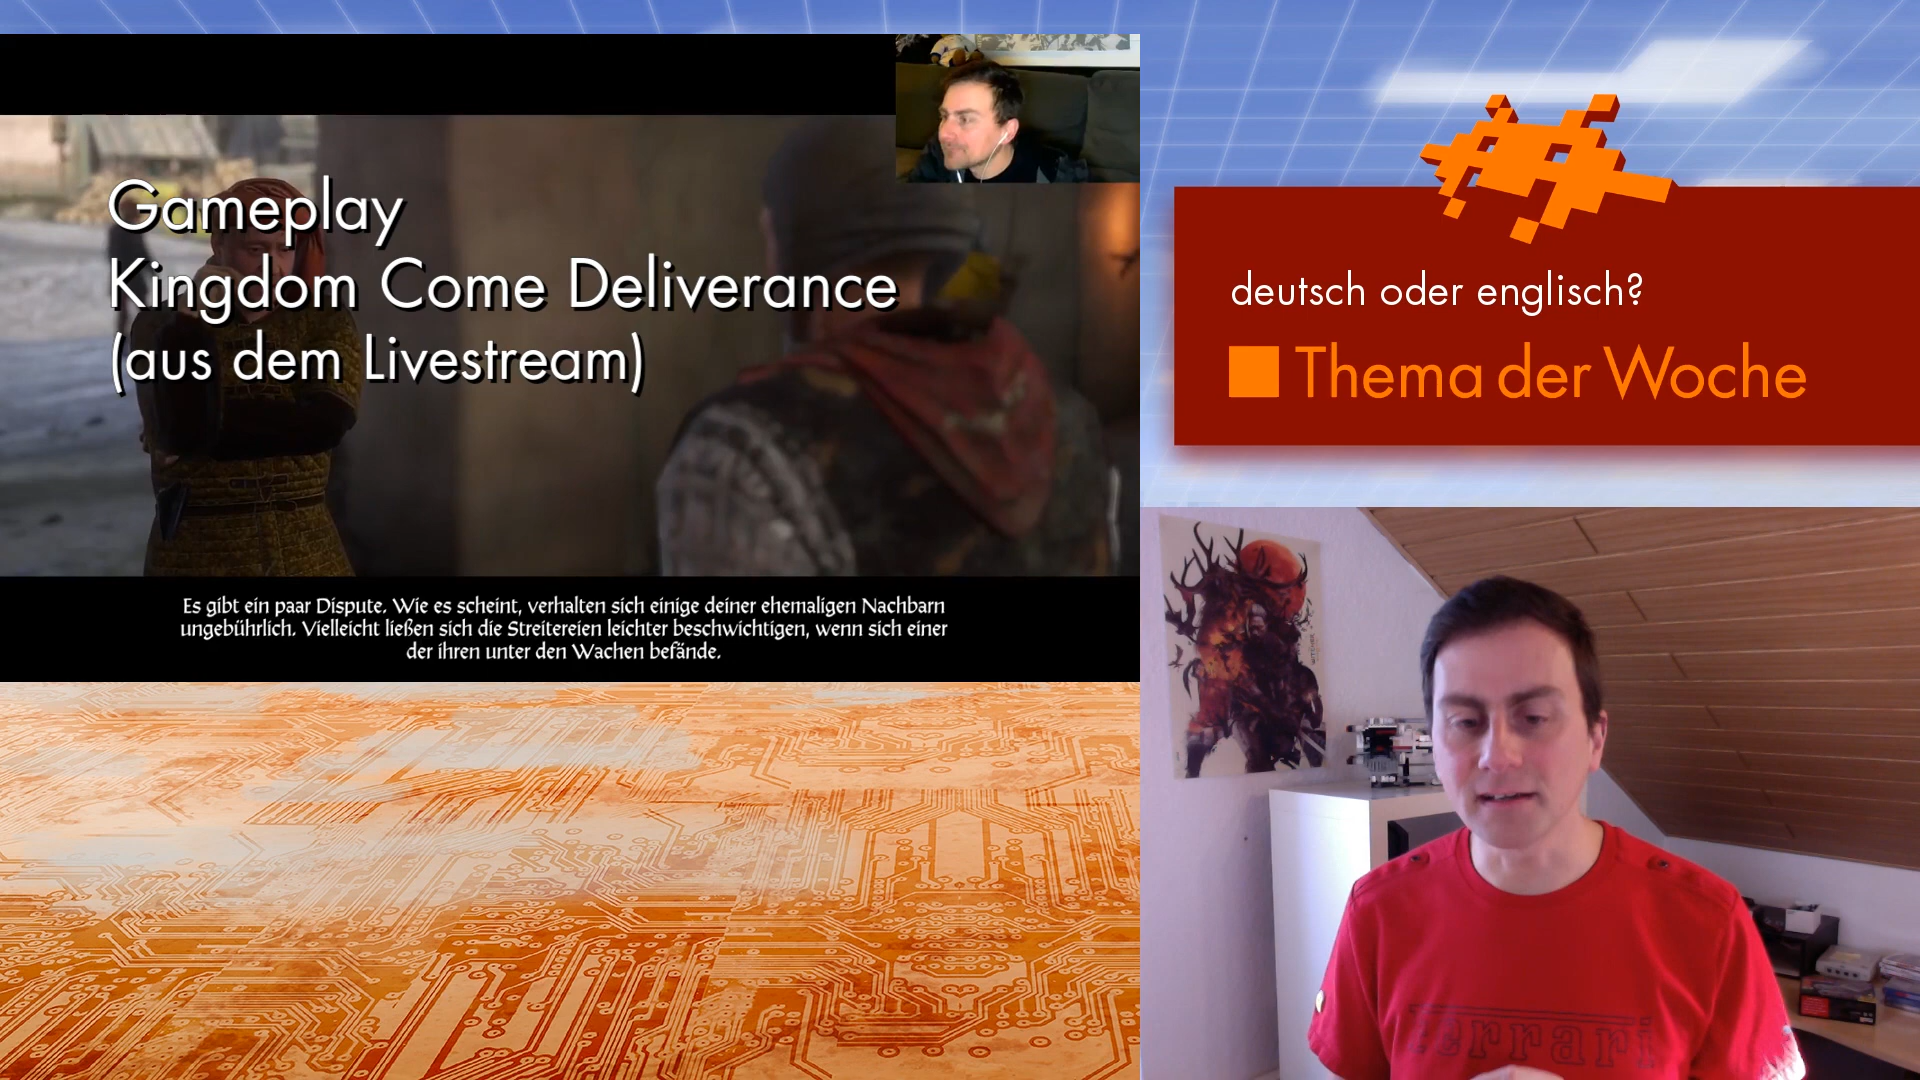 Gameplay
Kingdom Come Deliverance
(aus dem Livestream)
Es gibt ein paar Dispute. Wie es scheint, verhalten sich einige deiner ehemaligen Nachbarn
ungebührlich. Vielleicht ließen sich die Streitereien leichter beschwichtigen, wenn sich einer
der ihren unter den Wachen befände.
deutsch oder englisch?
Thema der Woche
ferrari